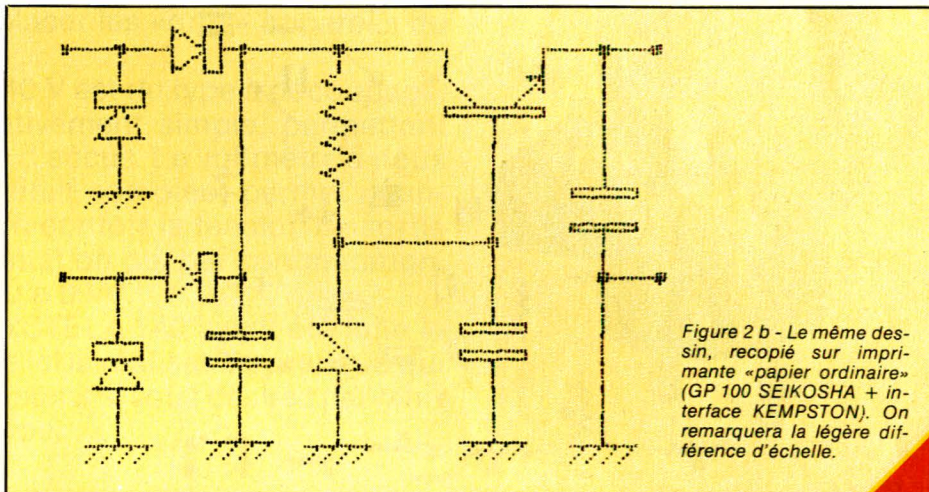 Figure 2 b - Le même des-
sin, recopié sur impri-
mante «papier ordinaire»
(GP 100 SEIKOSHA + in-
terface KEMPSTON). On
remarquera la légère dif-
férence d'échelle.